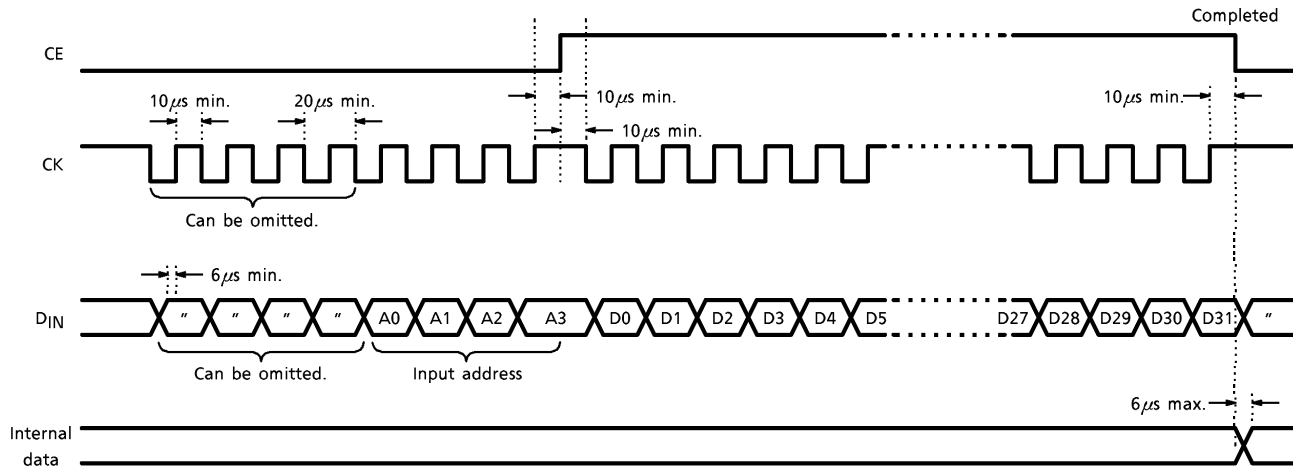 Completed
CE
10μs min. 20μs min. 10μs min. 10μs min.
10μs min.
CK
Can be omitted.
6μs min.
DIN " " " " A0 A1 A2 A3 D0 D1 D2 D3 D4 D5 D27 D28 D29 D30 D31 "
Can be omitted. Input address
6μs max.
Internal
data